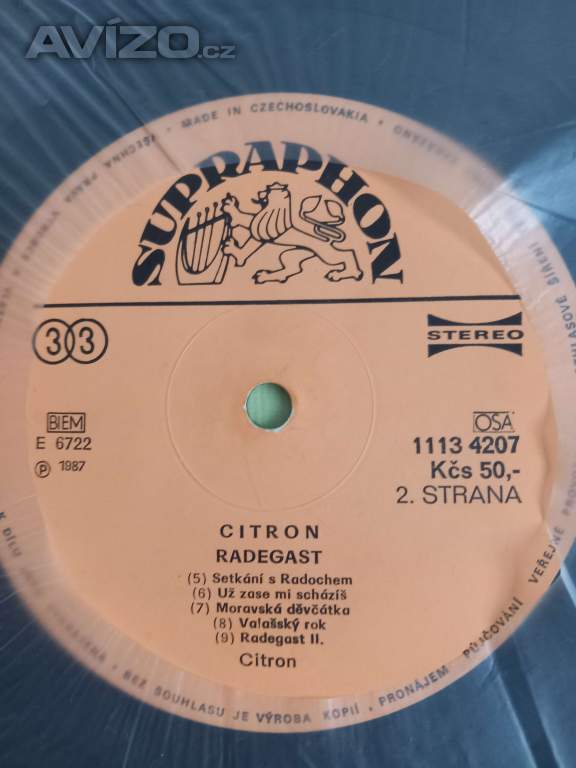 AVÍZO.cz
MADE IN CZECHOSLOVAKIA
SUPRAPHON
33
STEREO
BIEM
OSA
E 6722
1113 4207
℗ 1987
Kčs 50,-
2. STRANA
CITRON
RADEGAST
(5) Setkání s Radochem
(6) Už zase mi scházíš
(7) Moravská děvčátka
(8) Valašský rok
(9) Radegast II.
Citron
BEZ SOUHLASU JE VÝROBA KOPIÍ • PRONÁJEM • PŮJČOVÁNÍ • VEŘEJNÉ